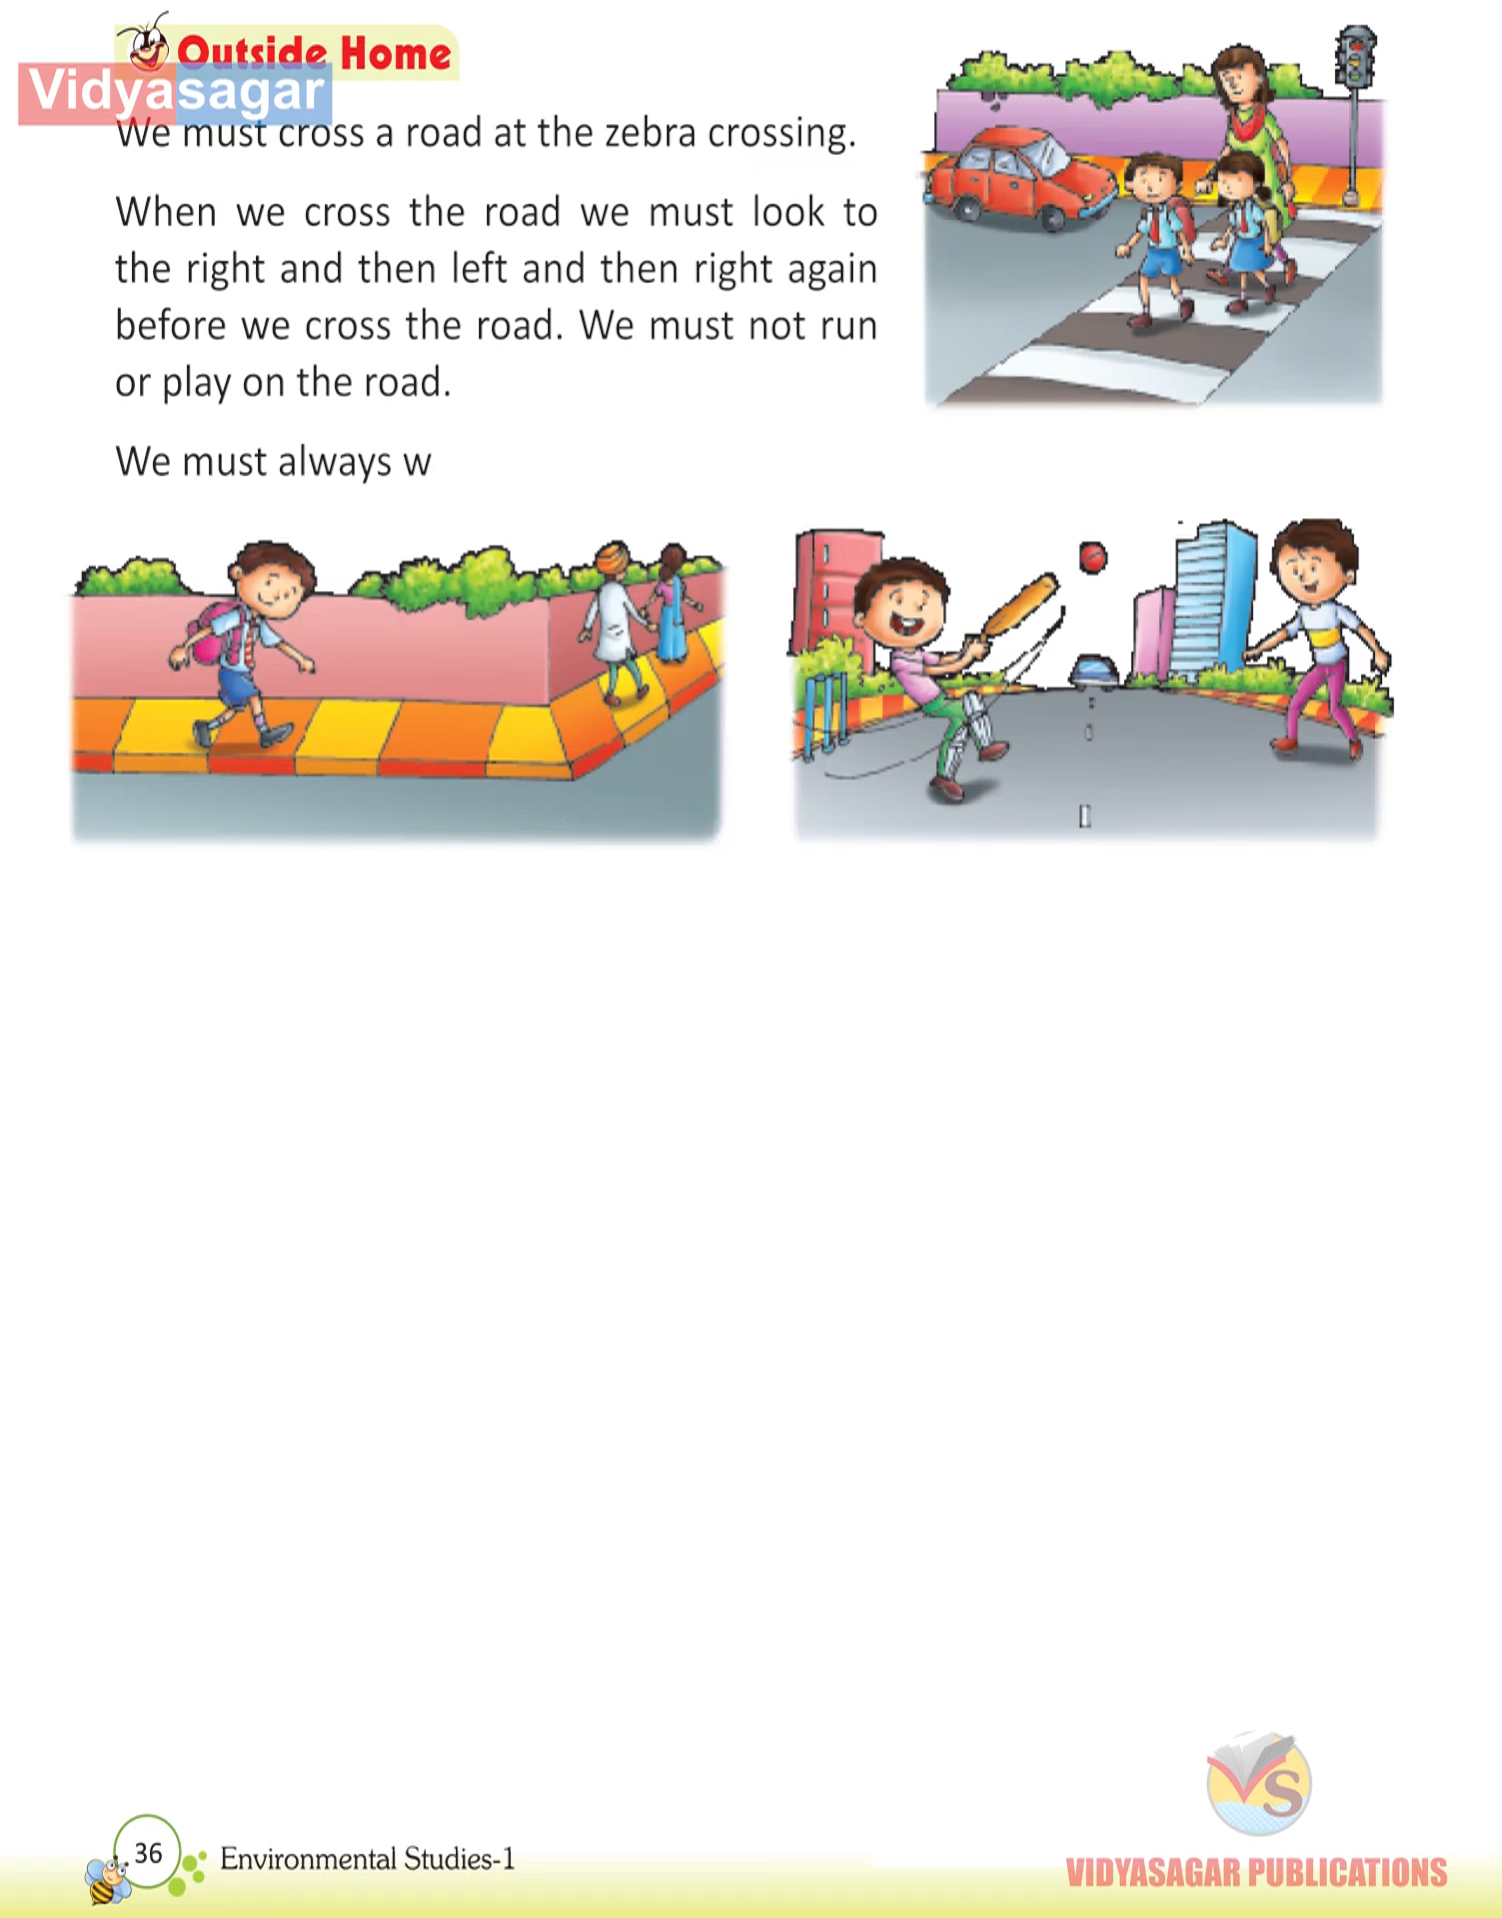 Outside Home
Vidyasagar
We must cross a road at the zebra crossing.
When we cross the road we must look to
the right and then left and then right again
before we cross the road. We must not run
or play on the road.
We must always w
VS
36
Environmental Studies-1
VIDYASAGAR PUBLICATIONS